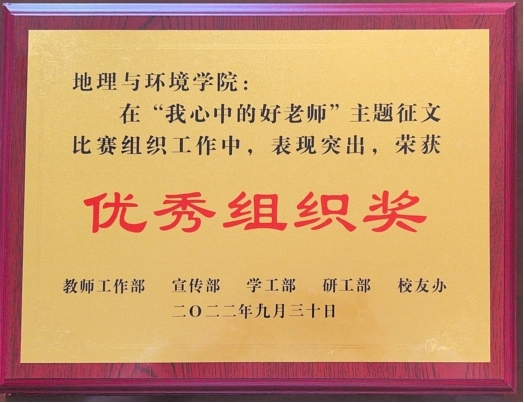 地理与环境学院：
在“我心中的好老师”主题征文
比赛组织工作中，表现突出，荣获
优秀组织奖
教师工作部 宣传部 学工部 研工部 校友办
二〇二二年九月三十日